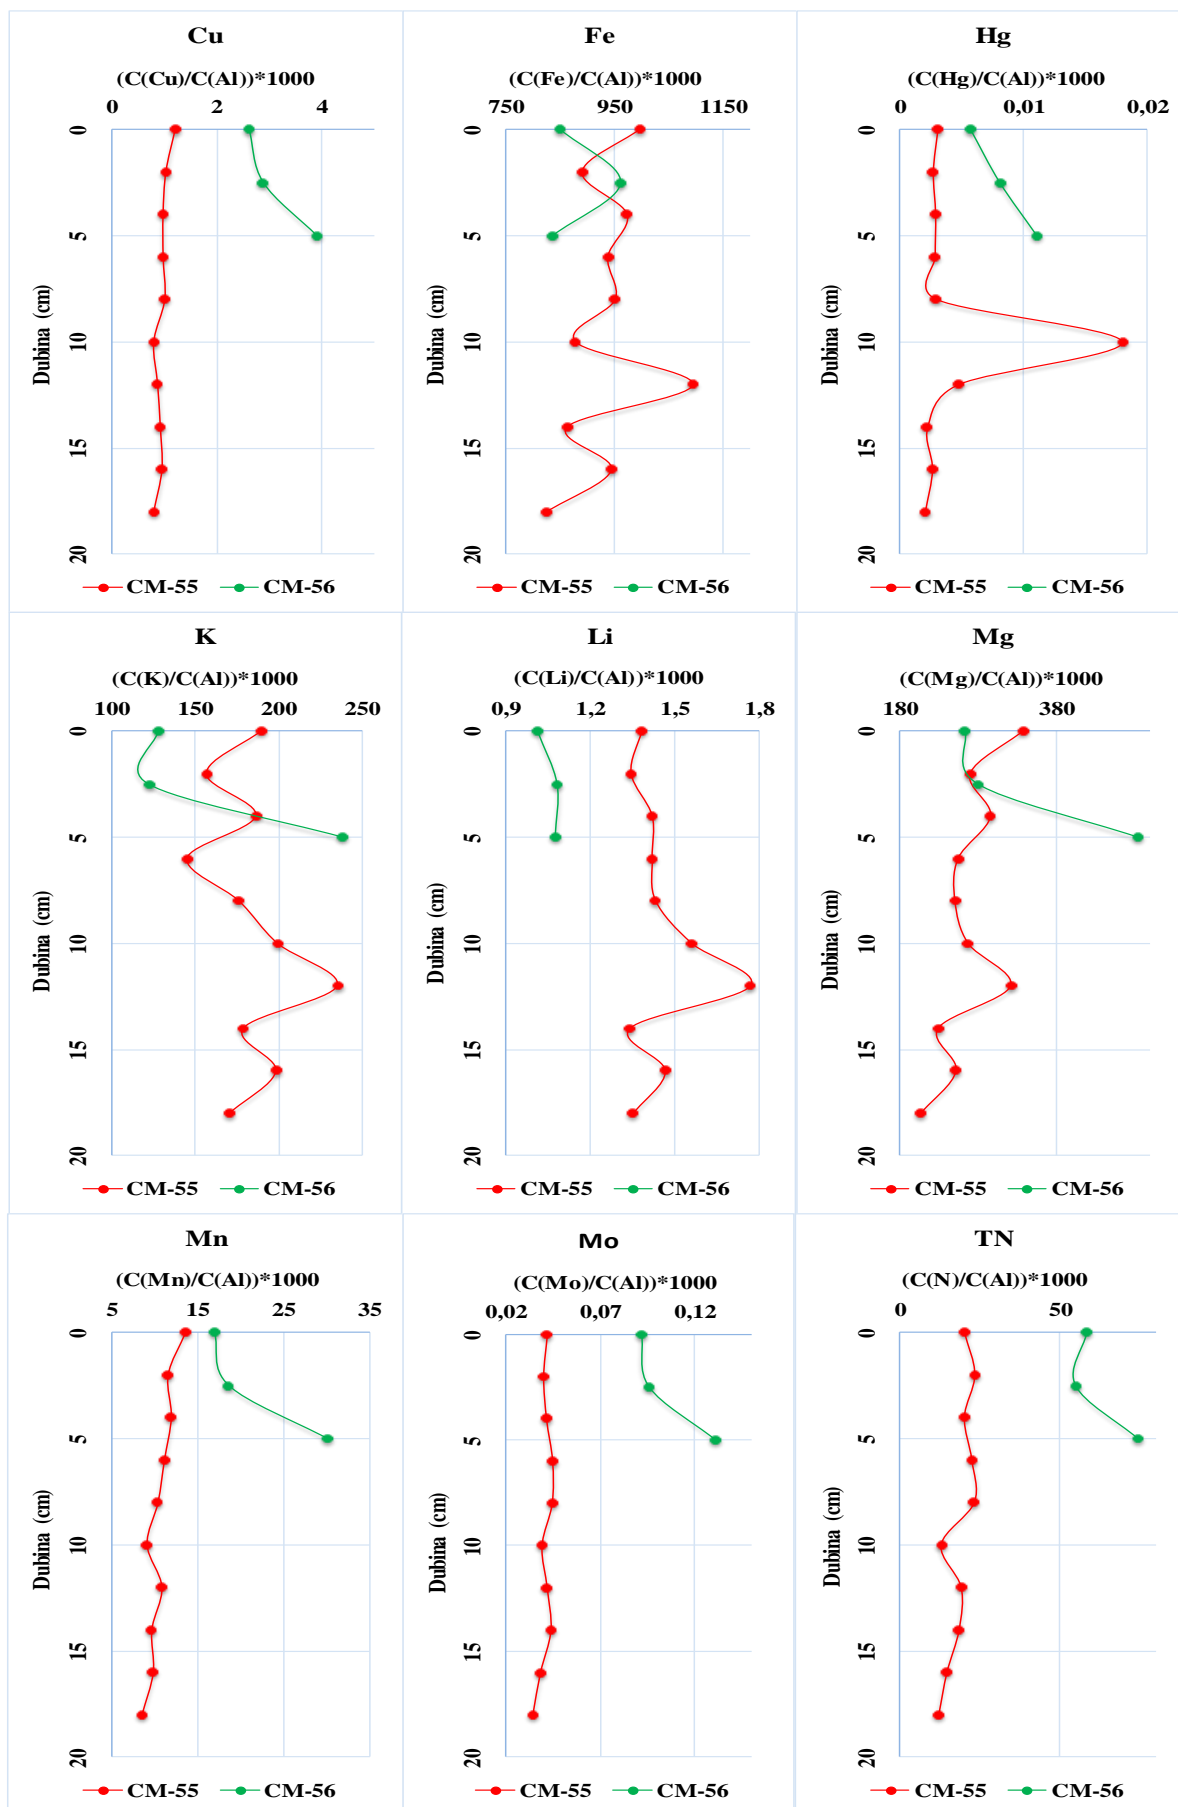 Cu
(C(Cu)/C(Al))*1000
0 2 4
0
5
10
15
20
Dubina (cm)
CM-55 CM-56
Fe
(C(Fe)/C(Al))*1000
750 950 1150
CM-55 CM-56
Hg
(C(Hg)/C(Al))*1000
0 0,01 0,02
0
5
10
15
20
Dubina (cm)
CM-55 CM-56
K
(C(K)/C(Al))*1000
100 150 200 250
0
5
10
15
20
Dubina (cm)
CM-55 CM-56
Li
(C(Li)/C(Al))*1000
0,9 1,2 1,5 1,8
0
5
10
15
20
Dubina (cm)
CM-55 CM-56
Mg
(C(Mg)/C(Al))*1000
180 380
0
5
10
15
20
Dubina (cm)
CM-55 CM-56
Mn
(C(Mn)/C(Al))*1000
5 15 25 35
0
5
10
15
20
Dubina (cm)
CM-55 CM-56
Mo
(C(Mo)/C(Al))*1000
0,02 0,07 0,12
0
5
10
15
20
Dubina (cm)
CM-55 CM-56
TN
(C(N)/C(Al))*1000
0 50
0
5
10
15
20
Dubina (cm)
CM-55 CM-56